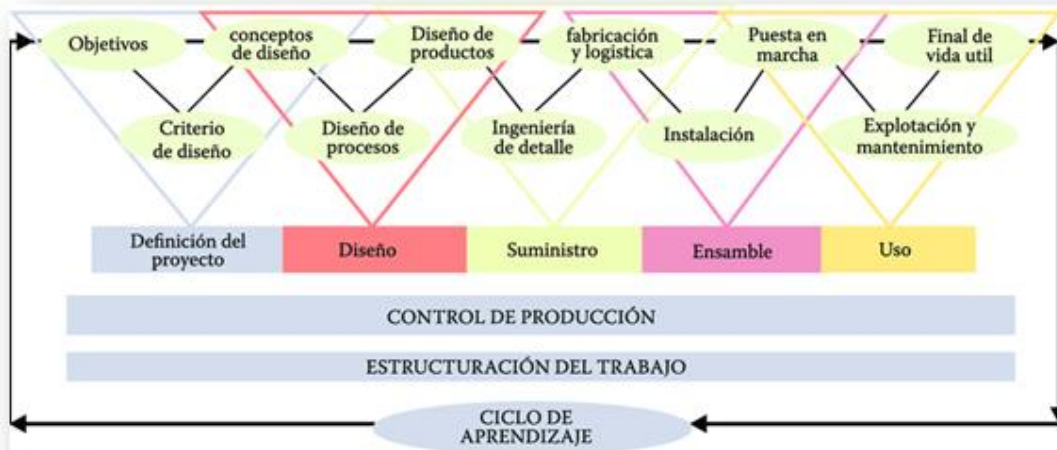 Objetivos
conceptos
de diseño
Diseño de
productos
fabricación
y logistica
Puesta en
marcha
Final de
vida util
Criterio
de diseño
Diseño de
procesos
Ingeniería
de detalle
Instalación
Explotación y
mantenimiento
Definición del
proyecto
Diseño
Suministro
Ensamble
Uso
CONTROL DE PRODUCCIÓN
ESTRUCTURACIÓN DEL TRABAJO
CICLO DE
APRENDIZAJE